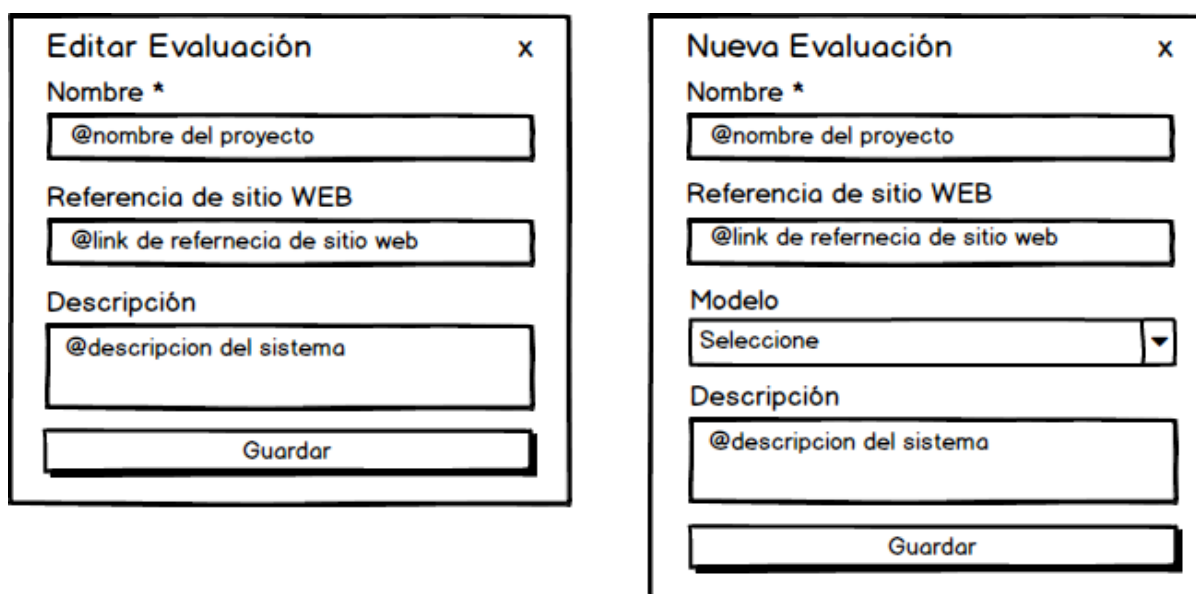 Editar Evaluación x
Nombre *
@nombre del proyecto
Referencia de sitio WEB
@link de refernecia de sitio web
Descripción
@descripcion del sistema
Guardar
Nueva Evaluación x
Nombre *
@nombre del proyecto
Referencia de sitio WEB
@link de refernecia de sitio web
Modelo
Seleccione
Descripción
@descripcion del sistema
Guardar